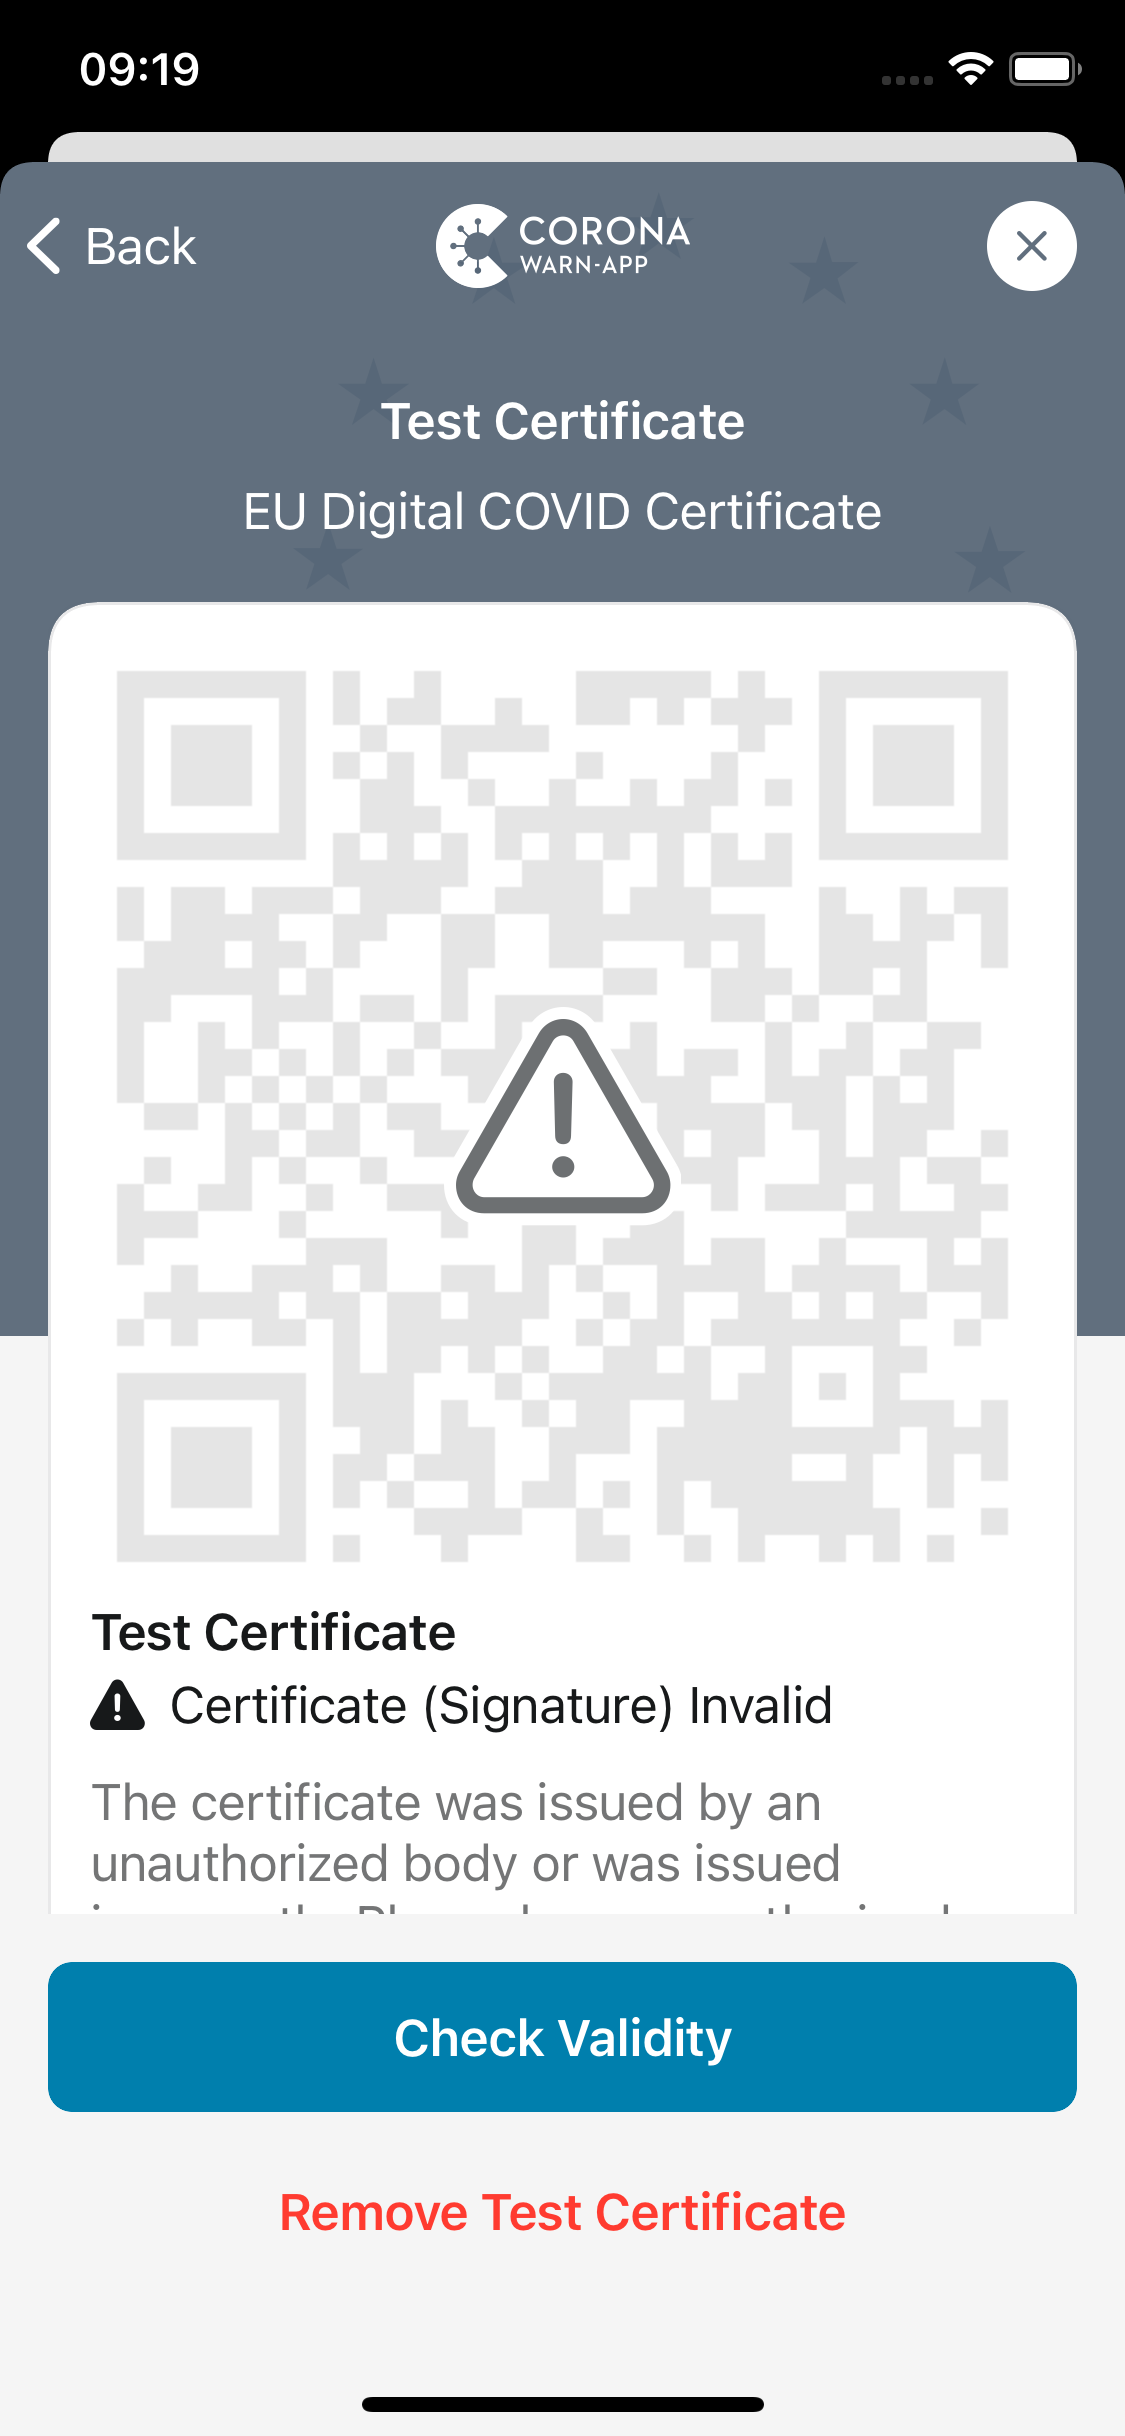 09:19
Back
CORONA
WARN-APP
Test Certificate
EU Digital COVID Certificate
Test Certificate
Certificate (Signature) Invalid
The certificate was issued by an
unauthorized body or was issued
Check Validity
Remove Test Certificate